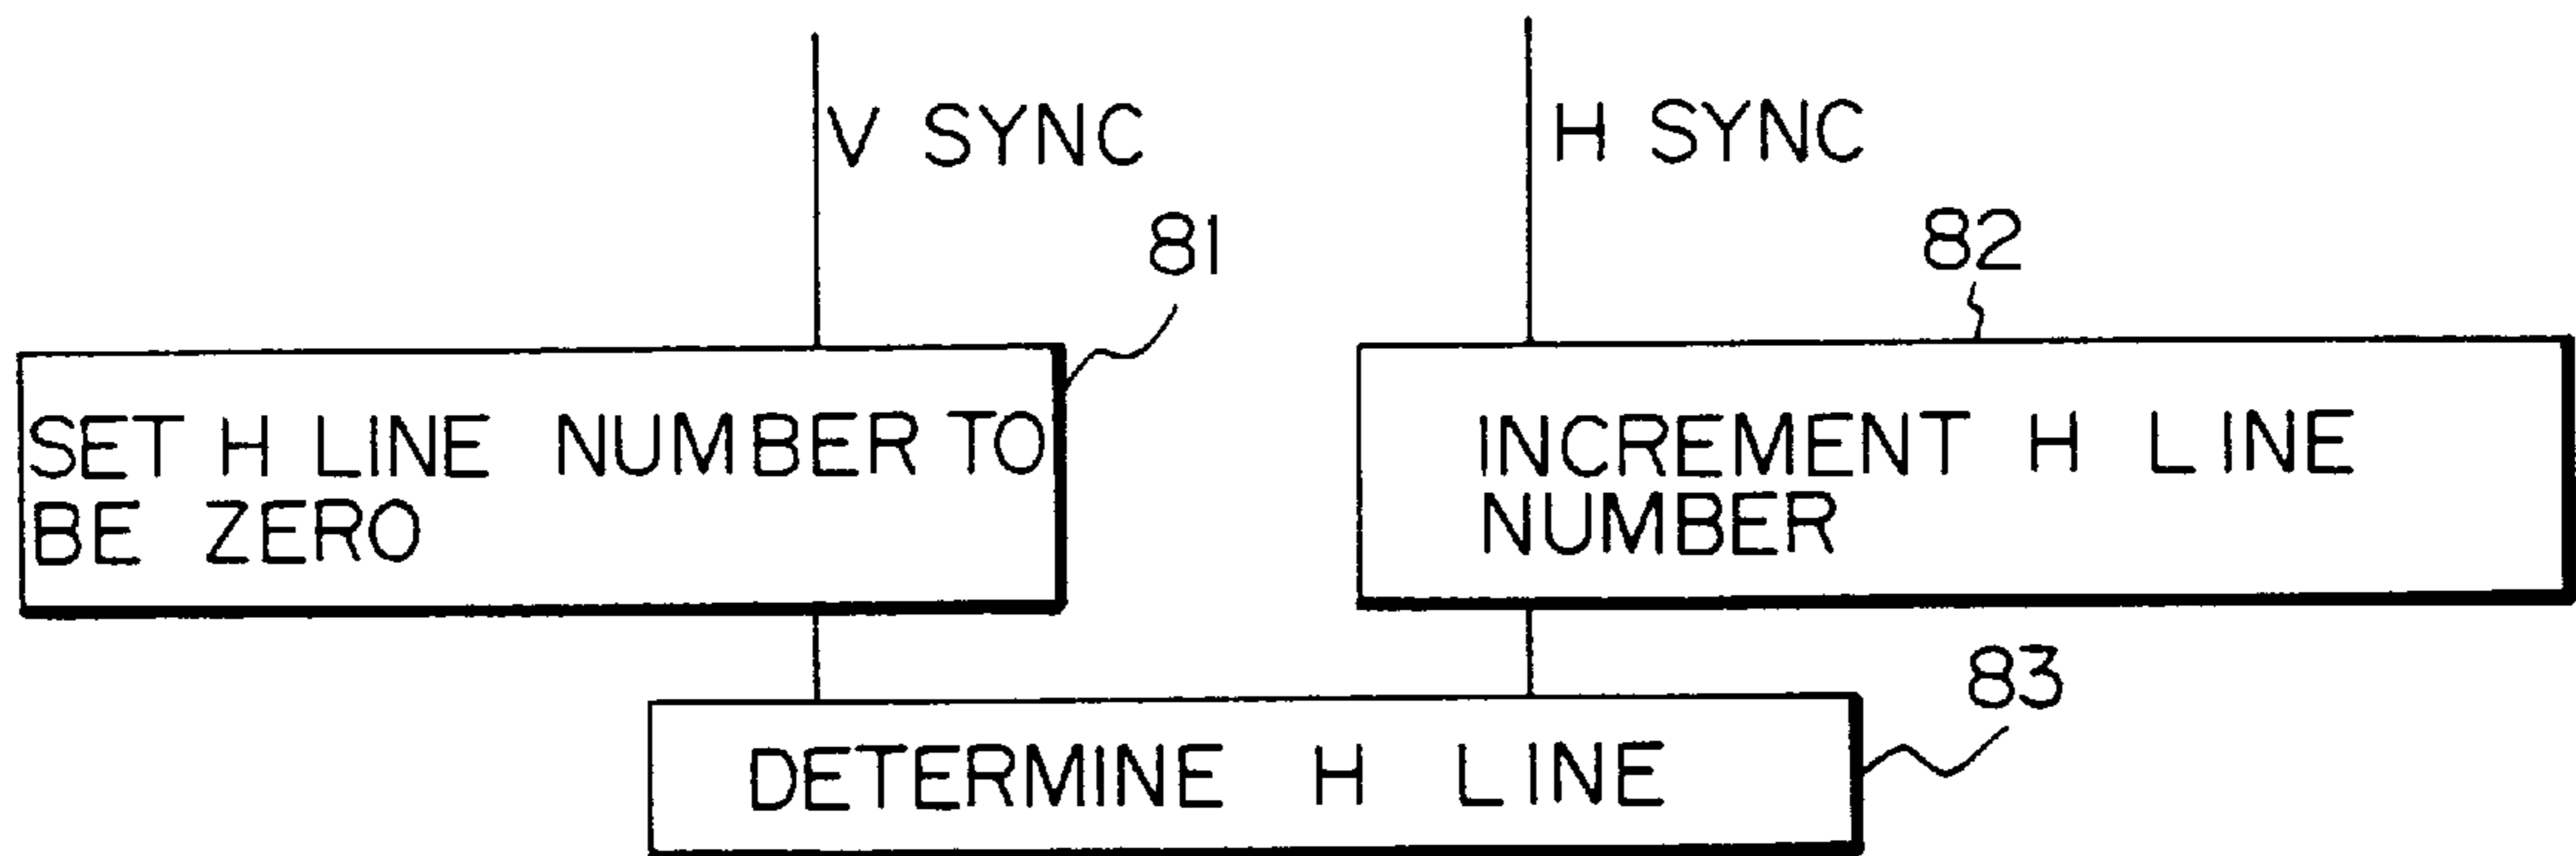 V SYNC
H SYNC
81
82
SET H LINE NUMBER TO
BE ZERO
INCREMENT H LINE
NUMBER
83
DETERMINE H LINE